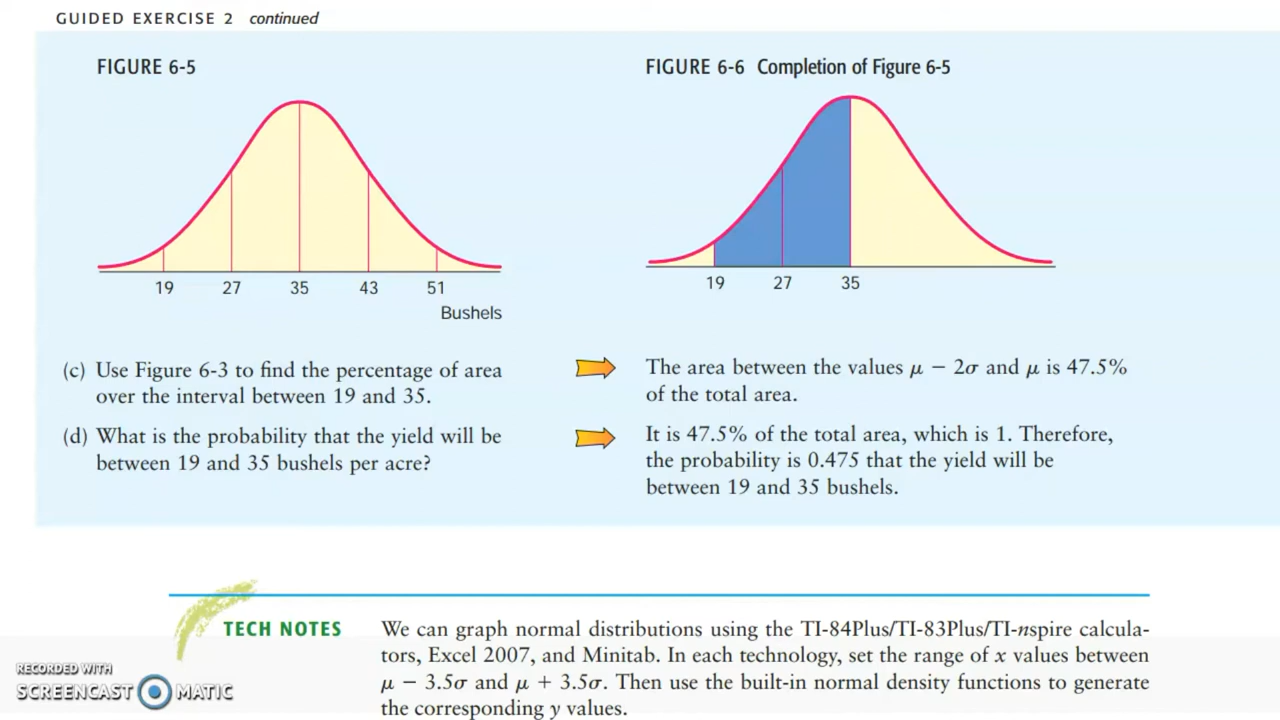 GUIDED EXERCISE 2 continued
FIGURE 6-5
19 27 35 43 51
Bushels
FIGURE 6-6 Completion of Figure 6-5
19 27 35
(c) Use Figure 6-3 to find the percentage of area
over the interval between 19 and 35.
The area between the values μ − 2σ and μ is 47.5%
of the total area.
(d) What is the probability that the yield will be
between 19 and 35 bushels per acre?
It is 47.5% of the total area, which is 1. Therefore,
the probability is 0.475 that the yield will be
between 19 and 35 bushels.
TECH NOTES
We can graph normal distributions using the TI-84Plus/TI-83Plus/TI-nspire calcula-
tors, Excel 2007, and Minitab. In each technology, set the range of x values between
μ − 3.5σ and μ + 3.5σ. Then use the built-in normal density functions to generate
the corresponding y values.
RECORDED WITH
SCREENCAST MATIC